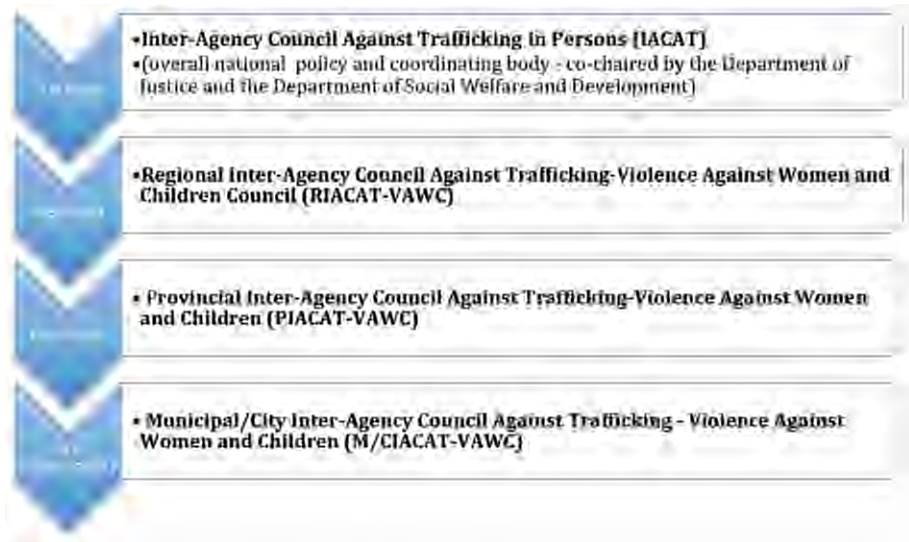 •Inter-Agency Council Against Trafficking in Persons (IACAT)
•(overall national policy and coordinating body - co-chaired by the Department of
Justice and the Department of Social Welfare and Development)
•Regional Inter-Agency Council Against Trafficking-Violence Against Women and
Children Council (RIACAT-VAWC)
• Provincial Inter-Agency Council Against Trafficking-Violence Against Women
and Children (PIACAT-VAWC)
• Municipal/City Inter-Agency Council Against Trafficking - Violence Against
Women and Children (M/CIACAT-VAWC)